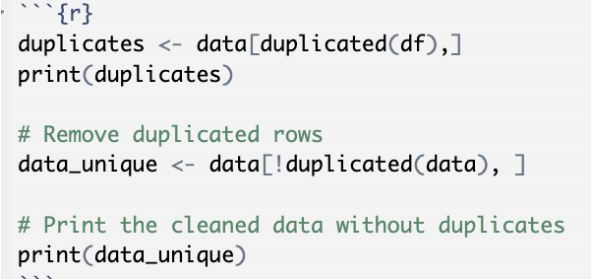 ```{r}
duplicates <- data[duplicated(df),]
print(duplicates)
# Remove duplicated rows
data_unique <- data[!duplicated(data), ]
# Print the cleaned data without duplicates
print(data_unique)
```